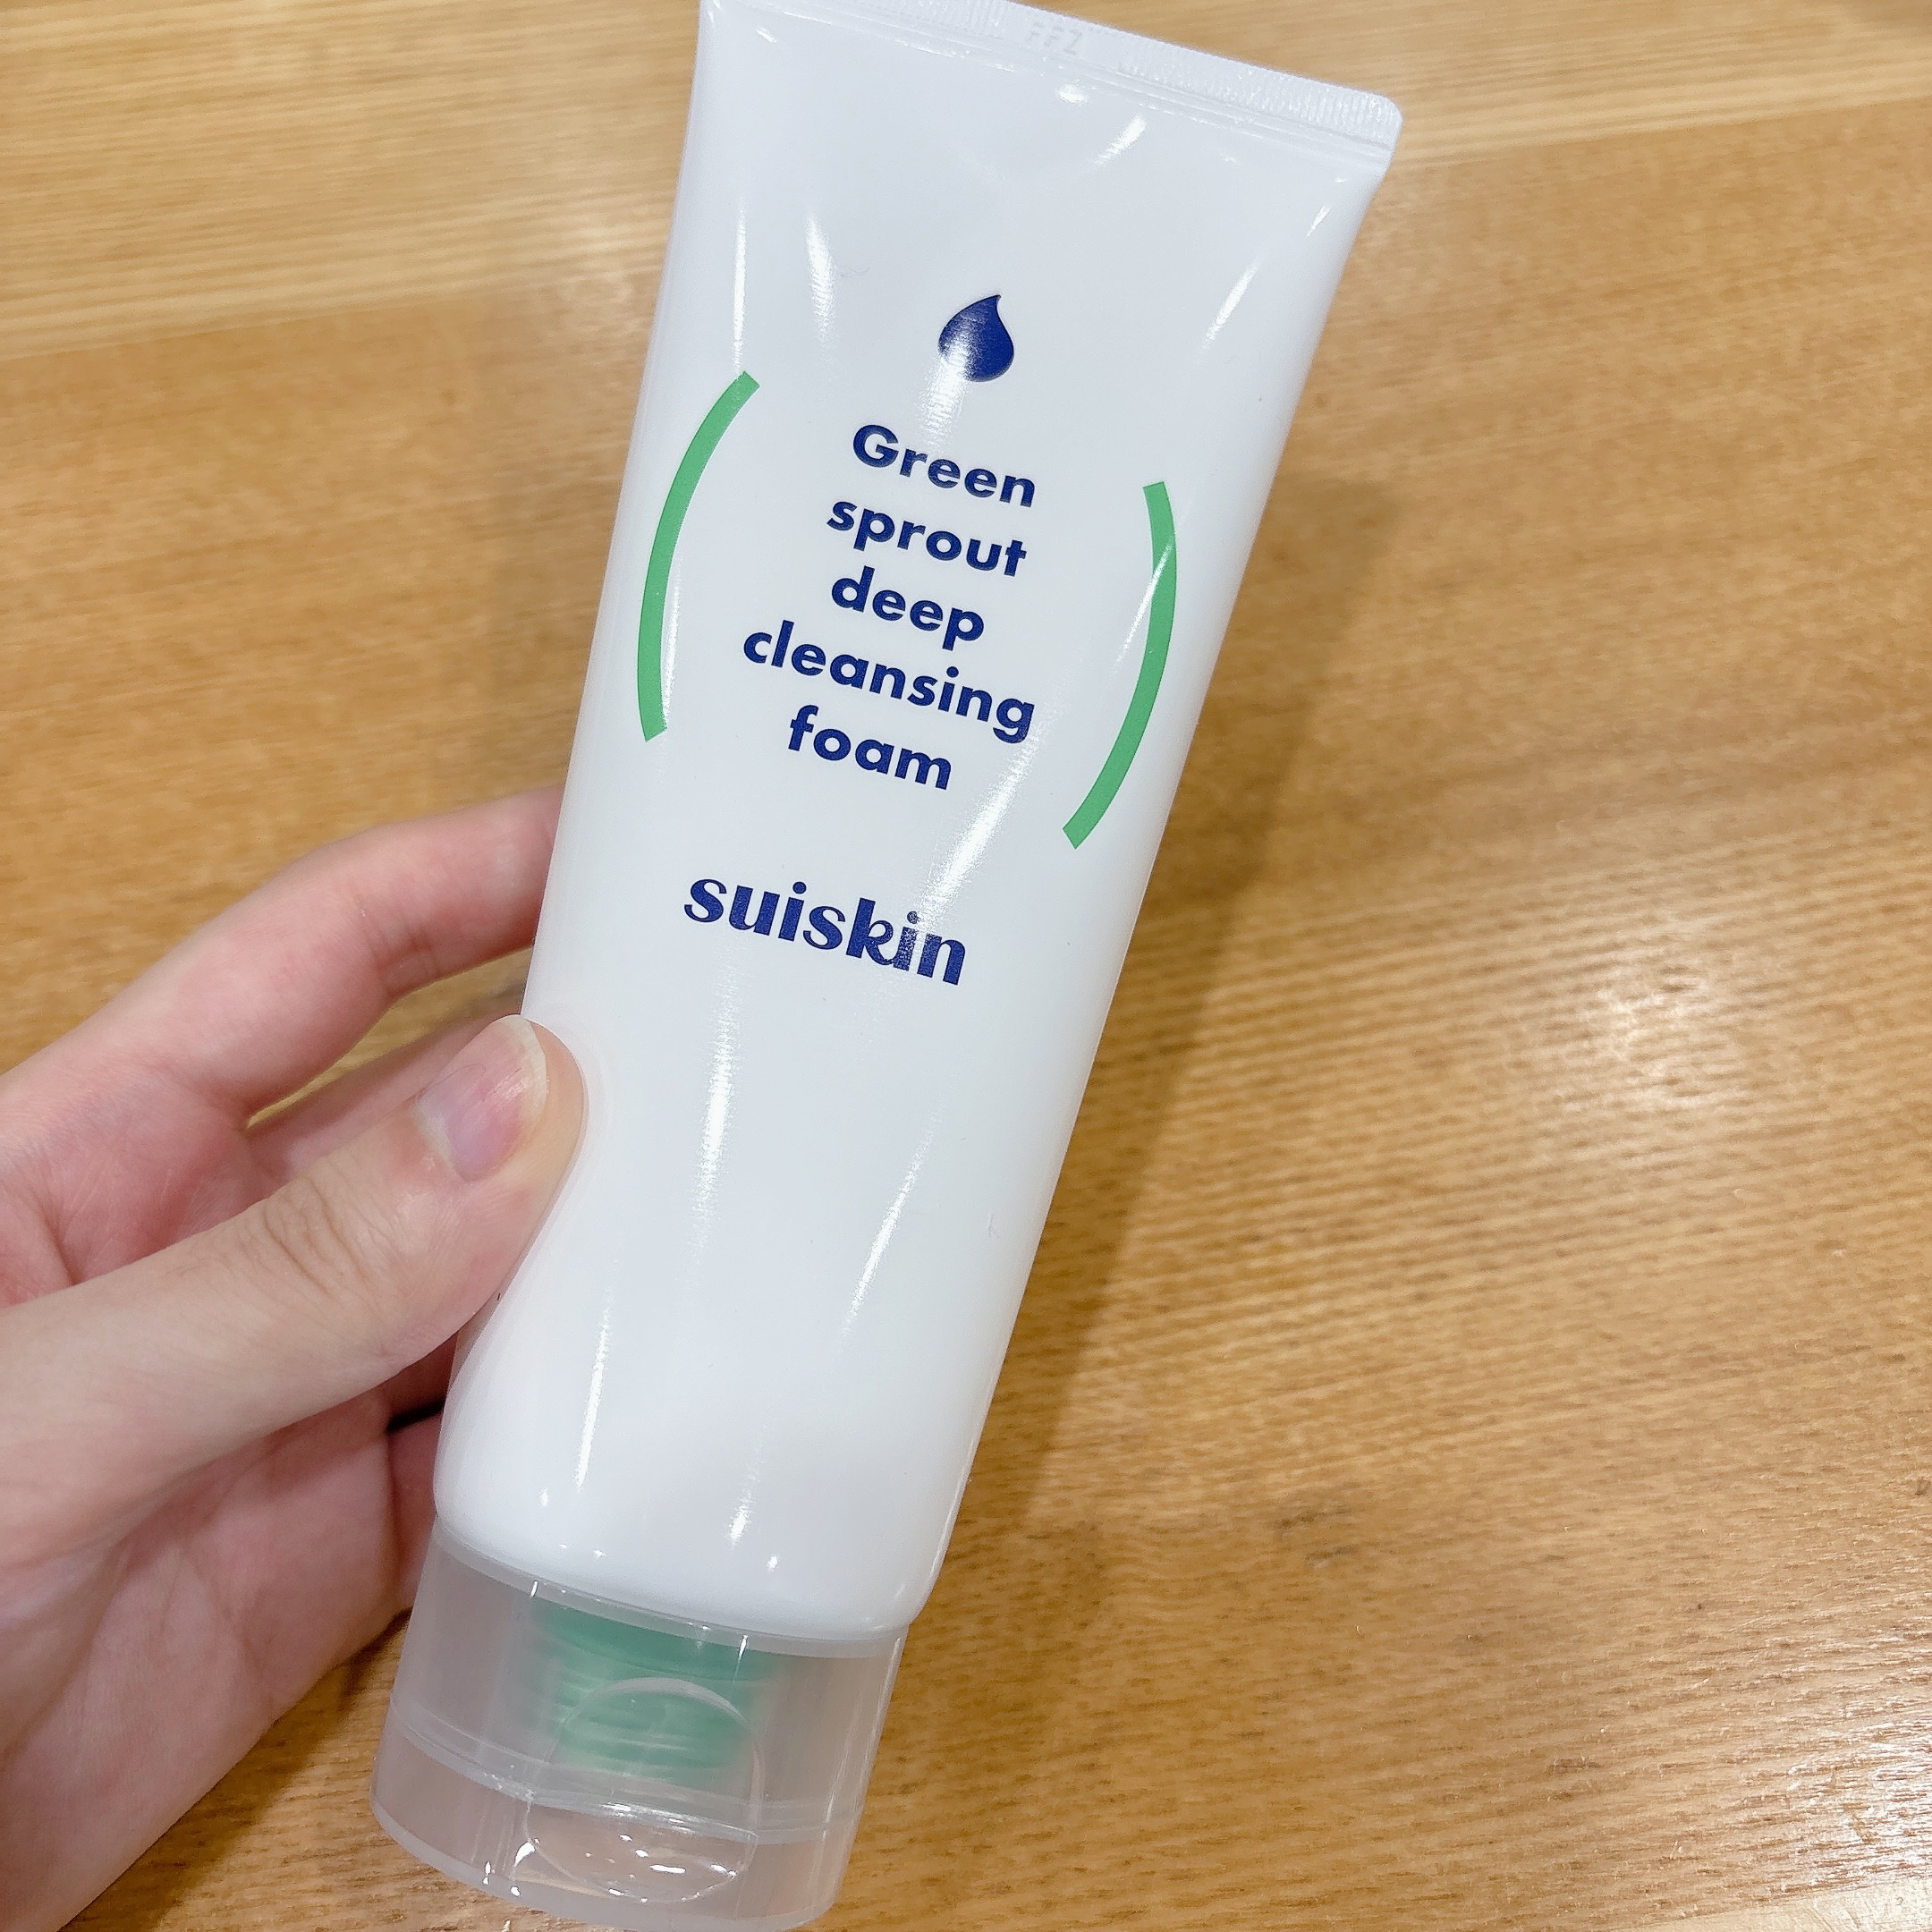 Green
sprout
deep
cleansing
foam
suiskin